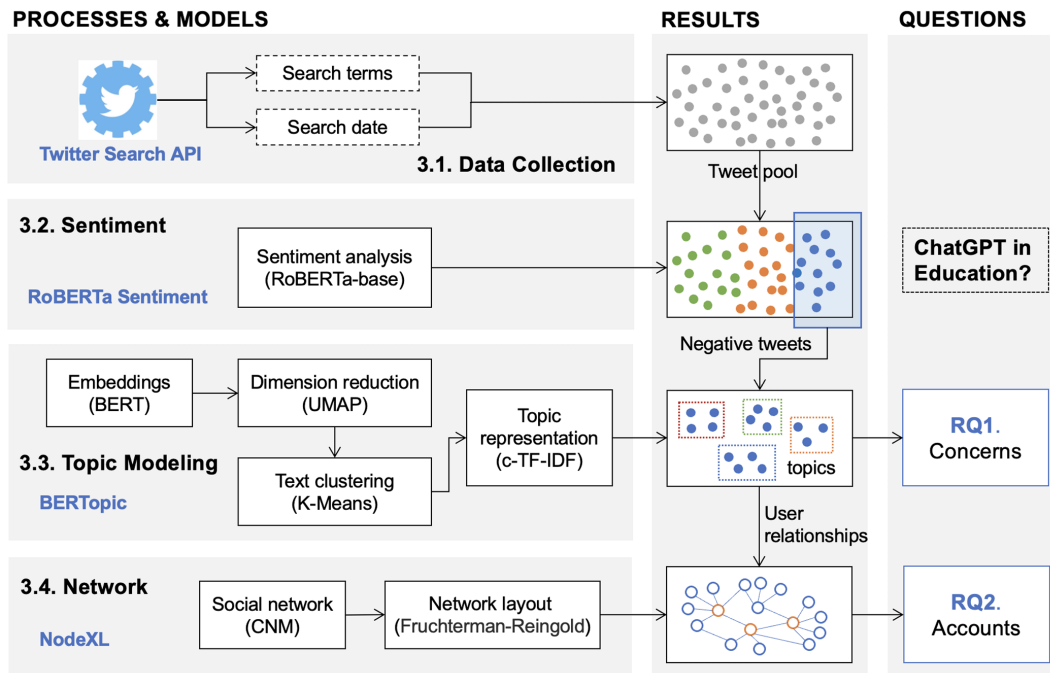 PROCESSES & MODELS
RESULTS
QUESTIONS
Search terms
Search date
Twitter Search API
3.1. Data Collection
Tweet pool
3.2. Sentiment
Sentiment analysis
(RoBERTa-base)
RoBERTa Sentiment
ChatGPT in
Education?
Negative tweets
Embeddings
(BERT)
Dimension reduction
(UMAP)
Topic
representation
(c-TF-IDF)
3.3. Topic Modeling
BERTopic
Text clustering
(K-Means)
topics
RQ1.
Concerns
User
relationships
3.4. Network
NodeXL
Social network
(CNM)
Network layout
(Fruchterman-Reingold)
RQ2.
Accounts